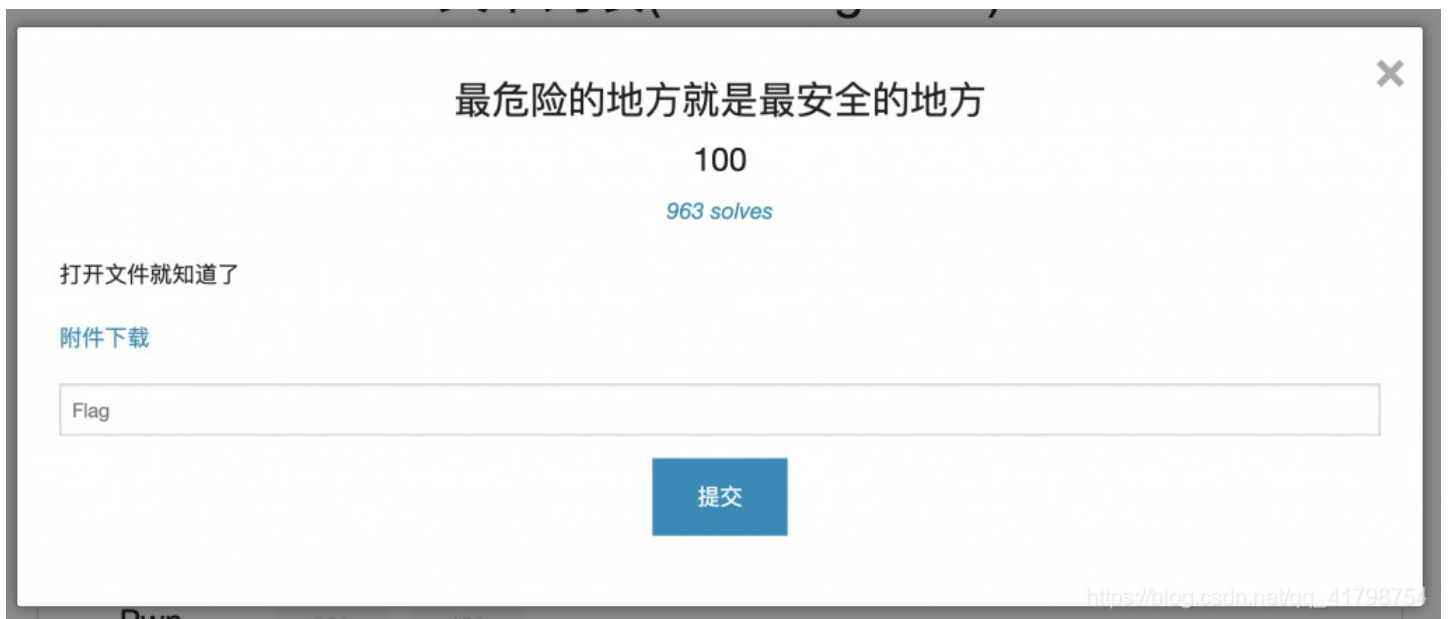 ×
最危险的地方就是最安全的地方
100
963 solves
打开文件就知道了
附件下载
Flag
提交
https://blog.csdn.net/qq_41798754